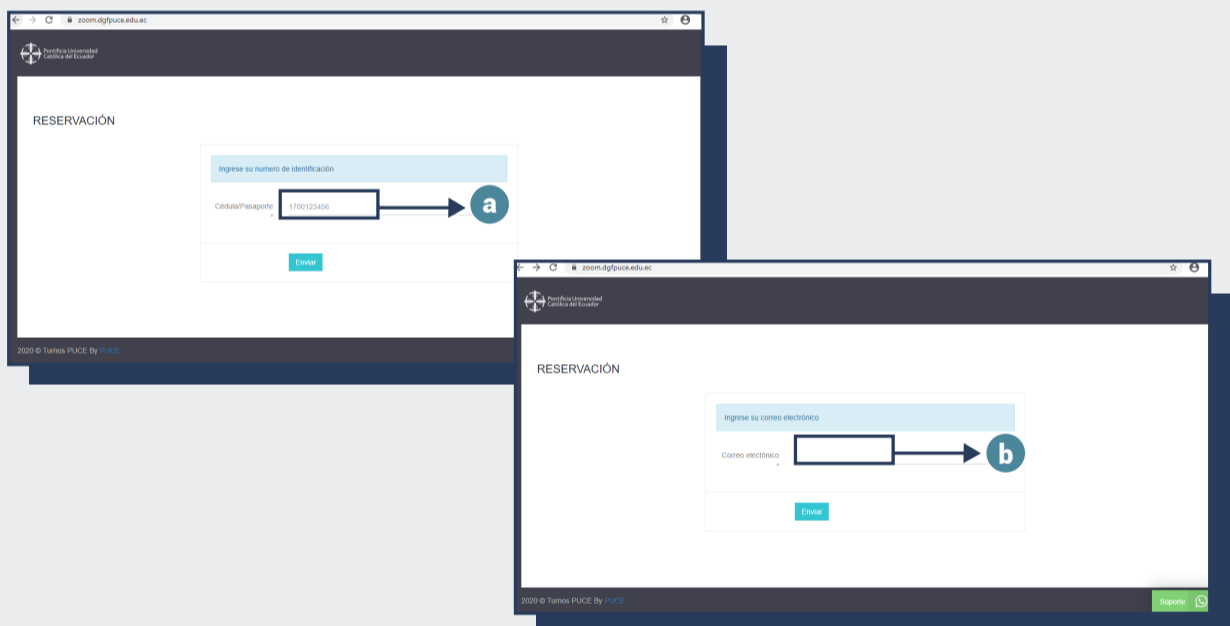 zoom.dgfpuce.edu.ec
Pontificia Universidad
Católica del Ecuador
RESERVACIÓN
Ingrese su numero de identificación
Cédula/Pasaporte
1700123456
*
a
Enviar
2020 © Turnos PUCE By PUCE
zoom.dgfpuce.edu.ec
Pontificia Universidad
Católica del Ecuador
RESERVACIÓN
Ingrese su correo electrónico
Correo electónico
*
b
Enviar
2020 © Turnos PUCE By PUCE
Soporte